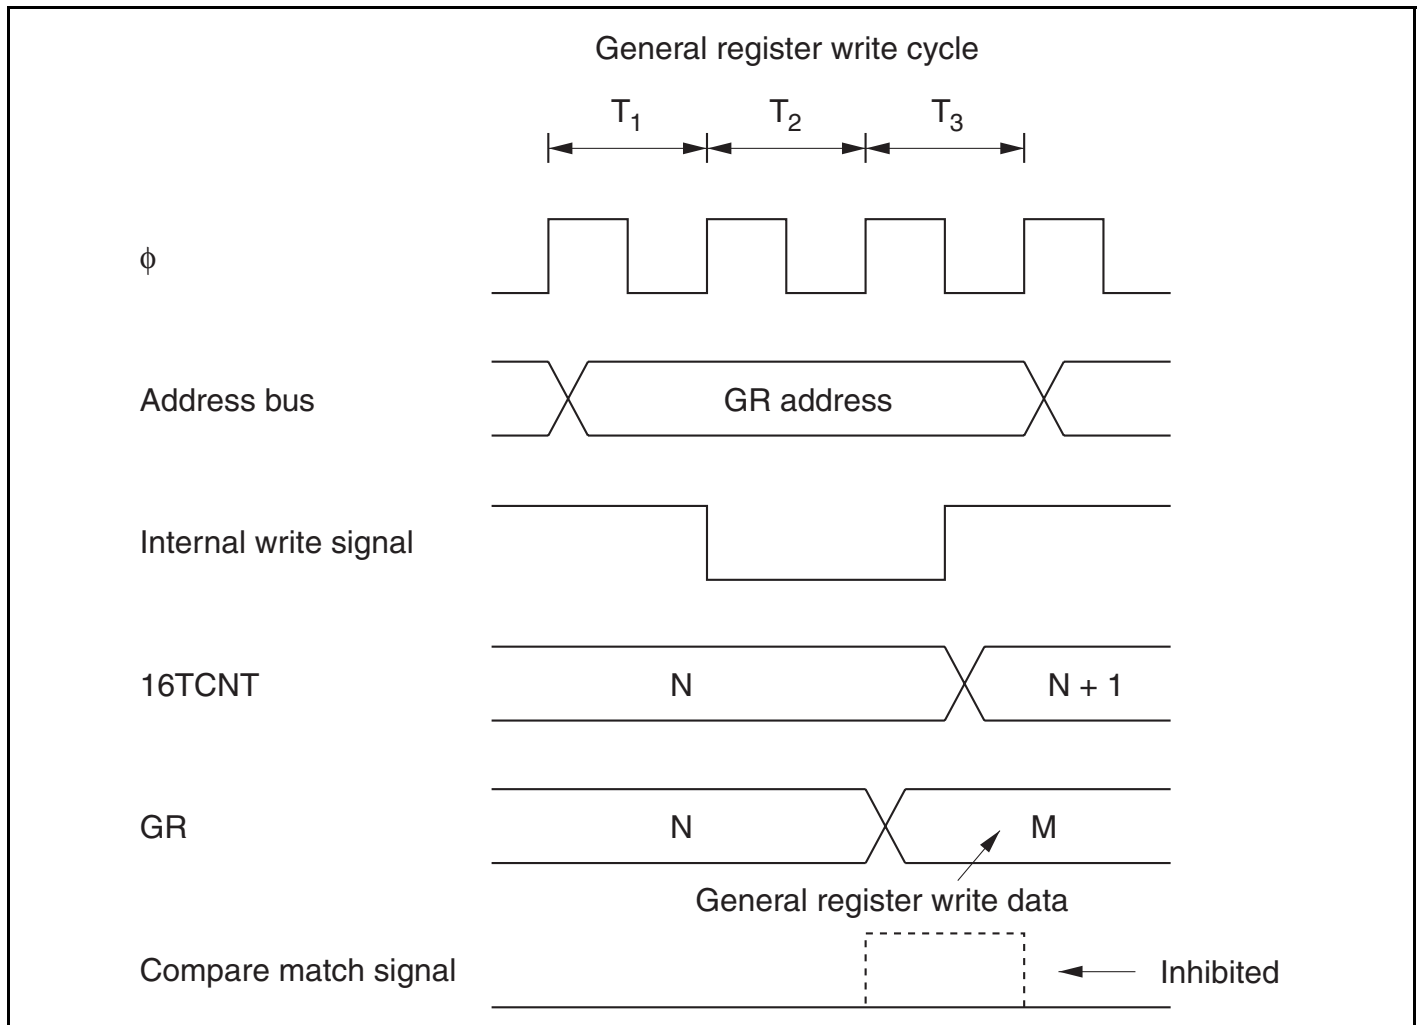 General register write cycle
T1 T2 T3
ϕ
Address bus GR address
Internal write signal
16TCNT N N + 1
GR N M
General register write data
Compare match signal Inhibited